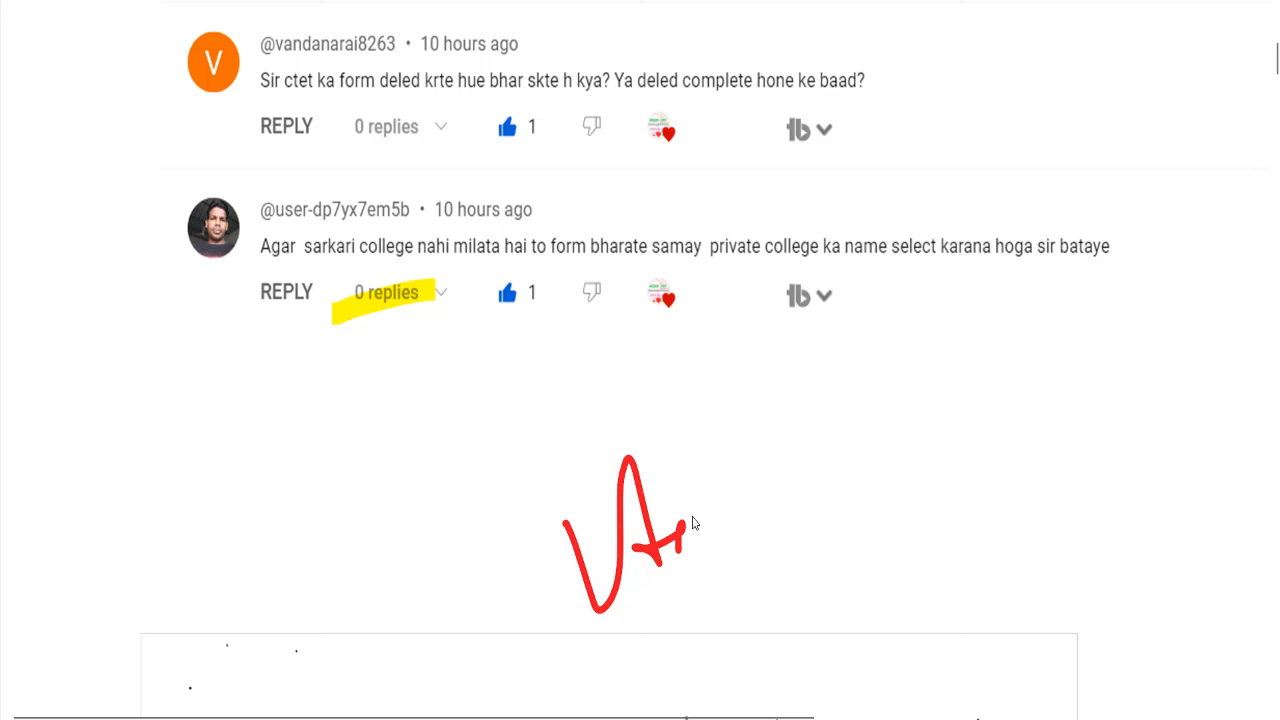 V
@vandanarai8263 • 10 hours ago
Sir ctet ka form deled krte hue bhar skte h kya? Ya deled complete hone ke baad?
REPLY 0 replies 1
@user-dp7yx7em5b • 10 hours ago
Agar sarkari college nahi milata hai to form bharate samay private college ka name select karana hoga sir bataye
REPLY 0 replies 1